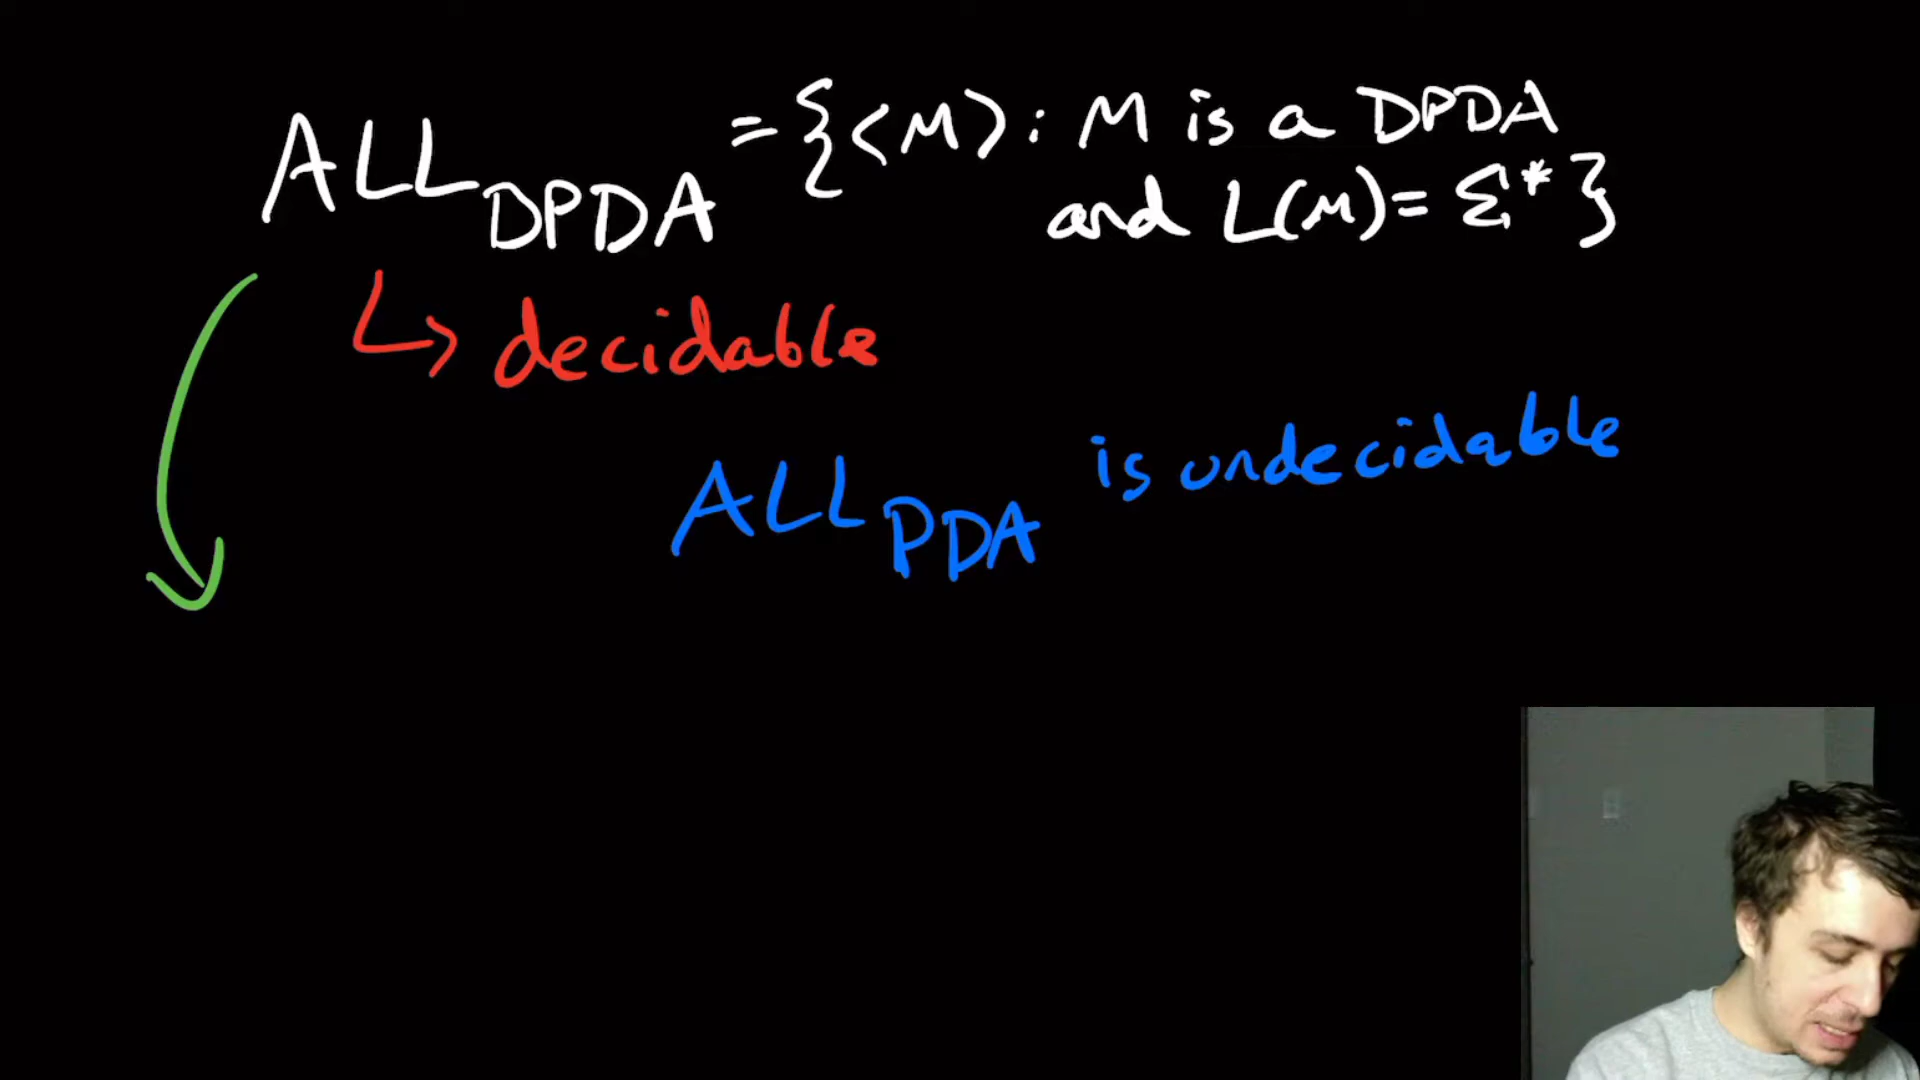 ALL_DPDA = {<M>: M is a DPDA
and L(M) = Σ* }
↳ decidable
ALL_PDA is undecidable